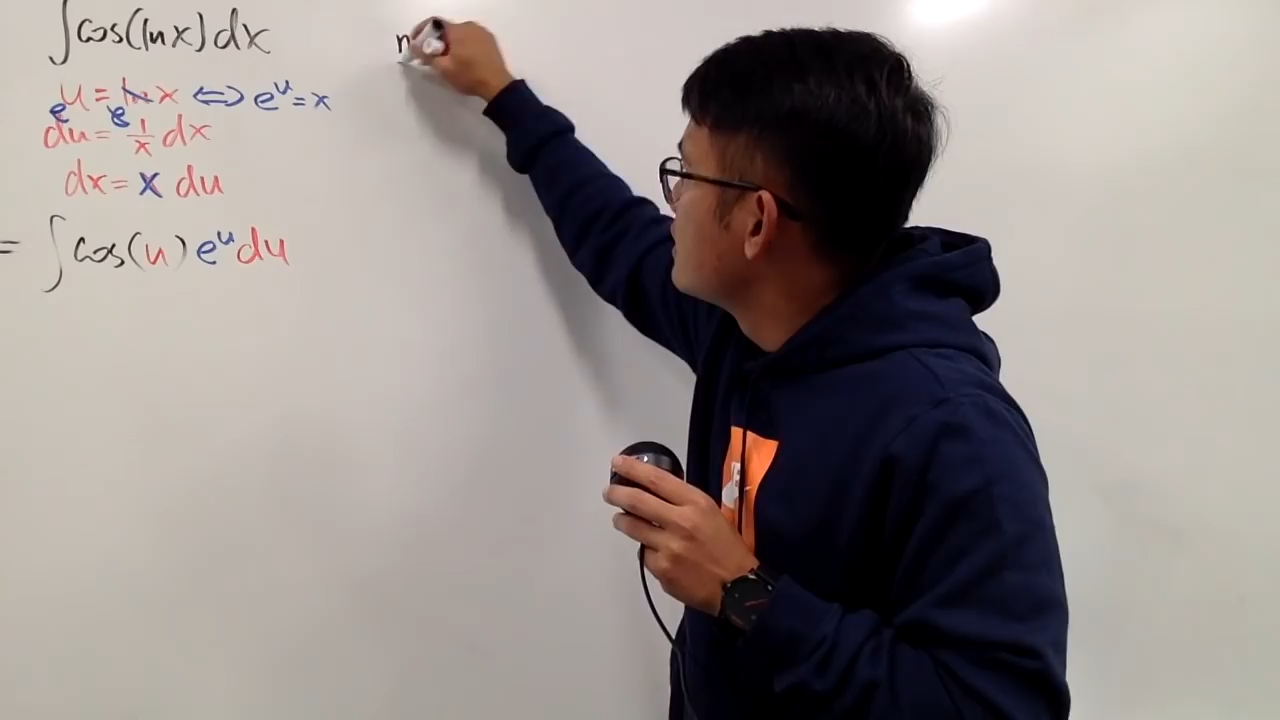 ∫cos(ln x) dx
u = ln x ⟺ e^u = x
e e
du = 1/x dx
dx = x du
= ∫cos(u) e^u du